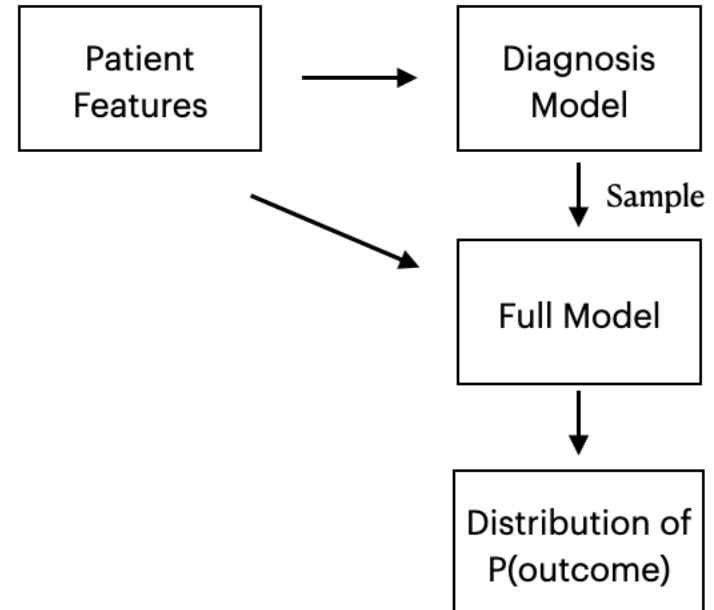 Patient
Features
Diagnosis
Model
Sample
Full Model
Distribution of
P(outcome)